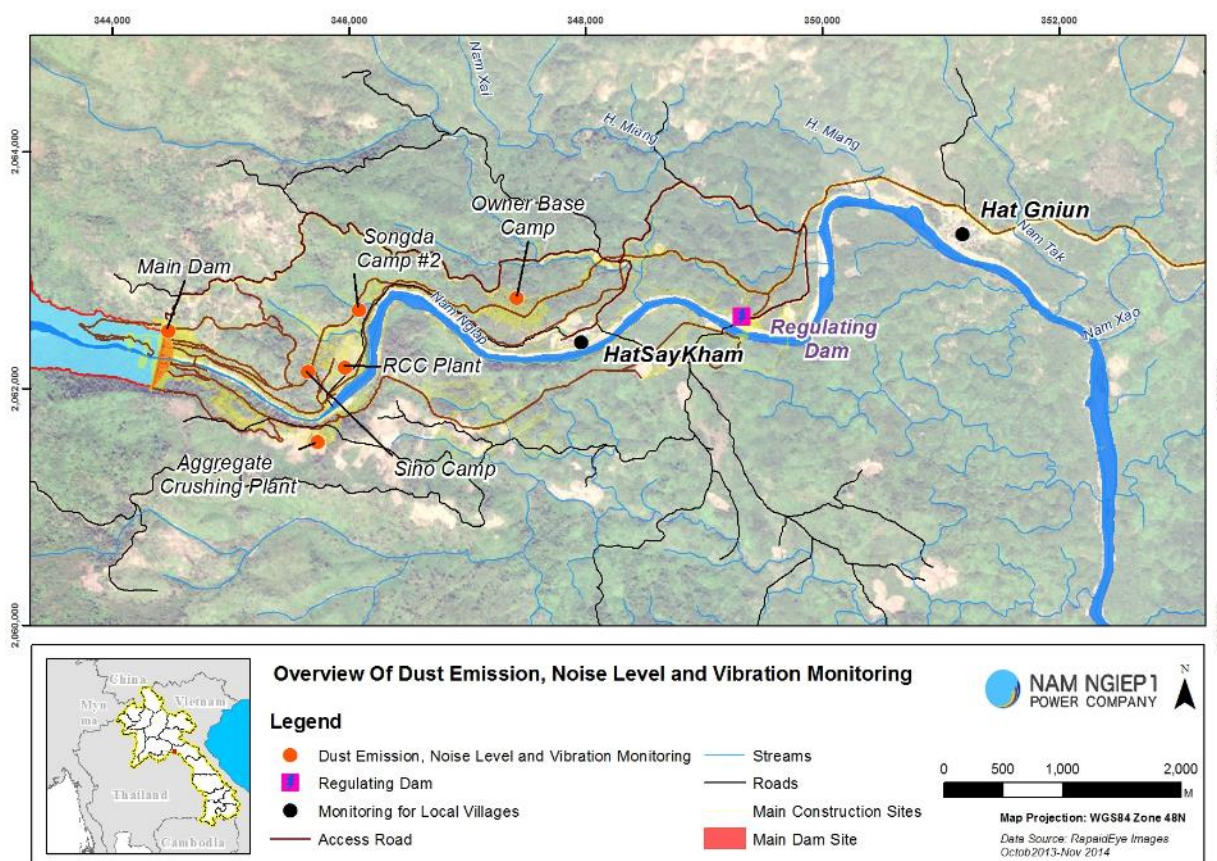 344,000
346,000
348,000
350,000
352,000
2,064,000
2,062,000
2,060,000
Nam Xai
H. Miang
H. Miang
Owner Base
Camp
Hat Gniun
Songda
Camp #2
Nam Tak
Main Dam
Nam Ngiap
Nam Xao
Regulating
Dam
HatSayKham
RCC Plant
Aggregate
Crushing Plant
Sino Camp
Overview Of Dust Emission, Noise Level and Vibration Monitoring
China
Myn
ma
Vietnam
Thailand
Cambodia
Legend
Dust Emission, Noise Level and Vibration Monitoring
Regulating Dam
Monitoring for Local Villages
Access Road
Streams
Roads
Main Construction Sites
Main Dam Site
NAM NGIEP 1
POWER COMPANY
N
0 500 1,000 2,000
M
Map Projection: WGS84 Zone 48N
Data Source: RapaidEye Images
Octob2013-Nov 2014